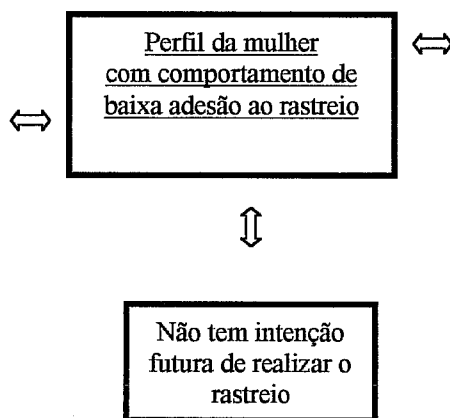 Perfil da mulher
com comportamento de
baixa adesão ao rastreio
Não tem intenção
futura de realizar o
rastreio